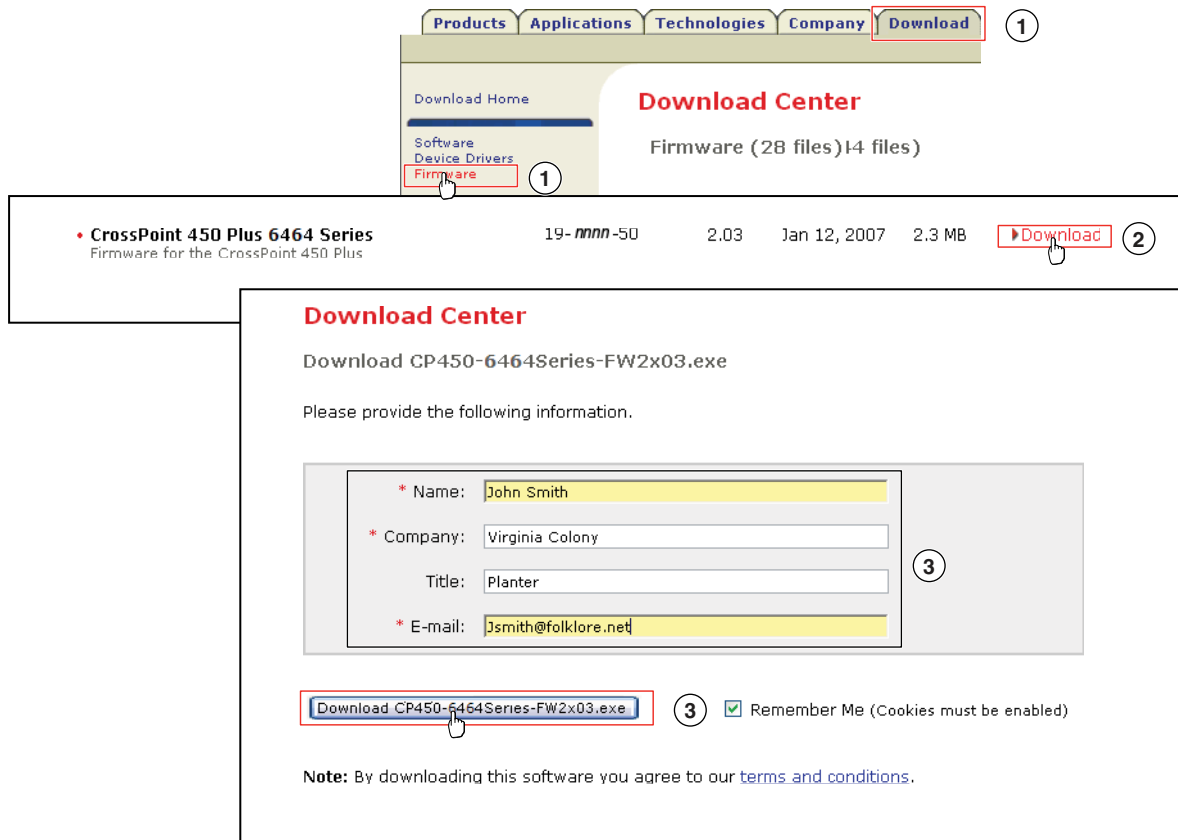 Products Applications Technologies Company Download 1
Download Home
Download Center
Software
Device Drivers
Firmware 1
Firmware (28 files)
4 files)
• CrossPoint 450 Plus 6464 Series 19-nnnn-50 2.03 Jan 12, 2007 2.3 MB Download 2
Firmware for the CrossPoint 450 Plus
Download Center
Download CP450-6464Series-FW2x03.exe
Please provide the following information.
* Name: John Smith
* Company: Virginia Colony
Title: Planter
* E-mail: Jsmith@folklore.net
3
Download CP450-6464Series-FW2x03.exe 3 Remember Me (Cookies must be enabled)
Note: By downloading this software you agree to our terms and conditions.